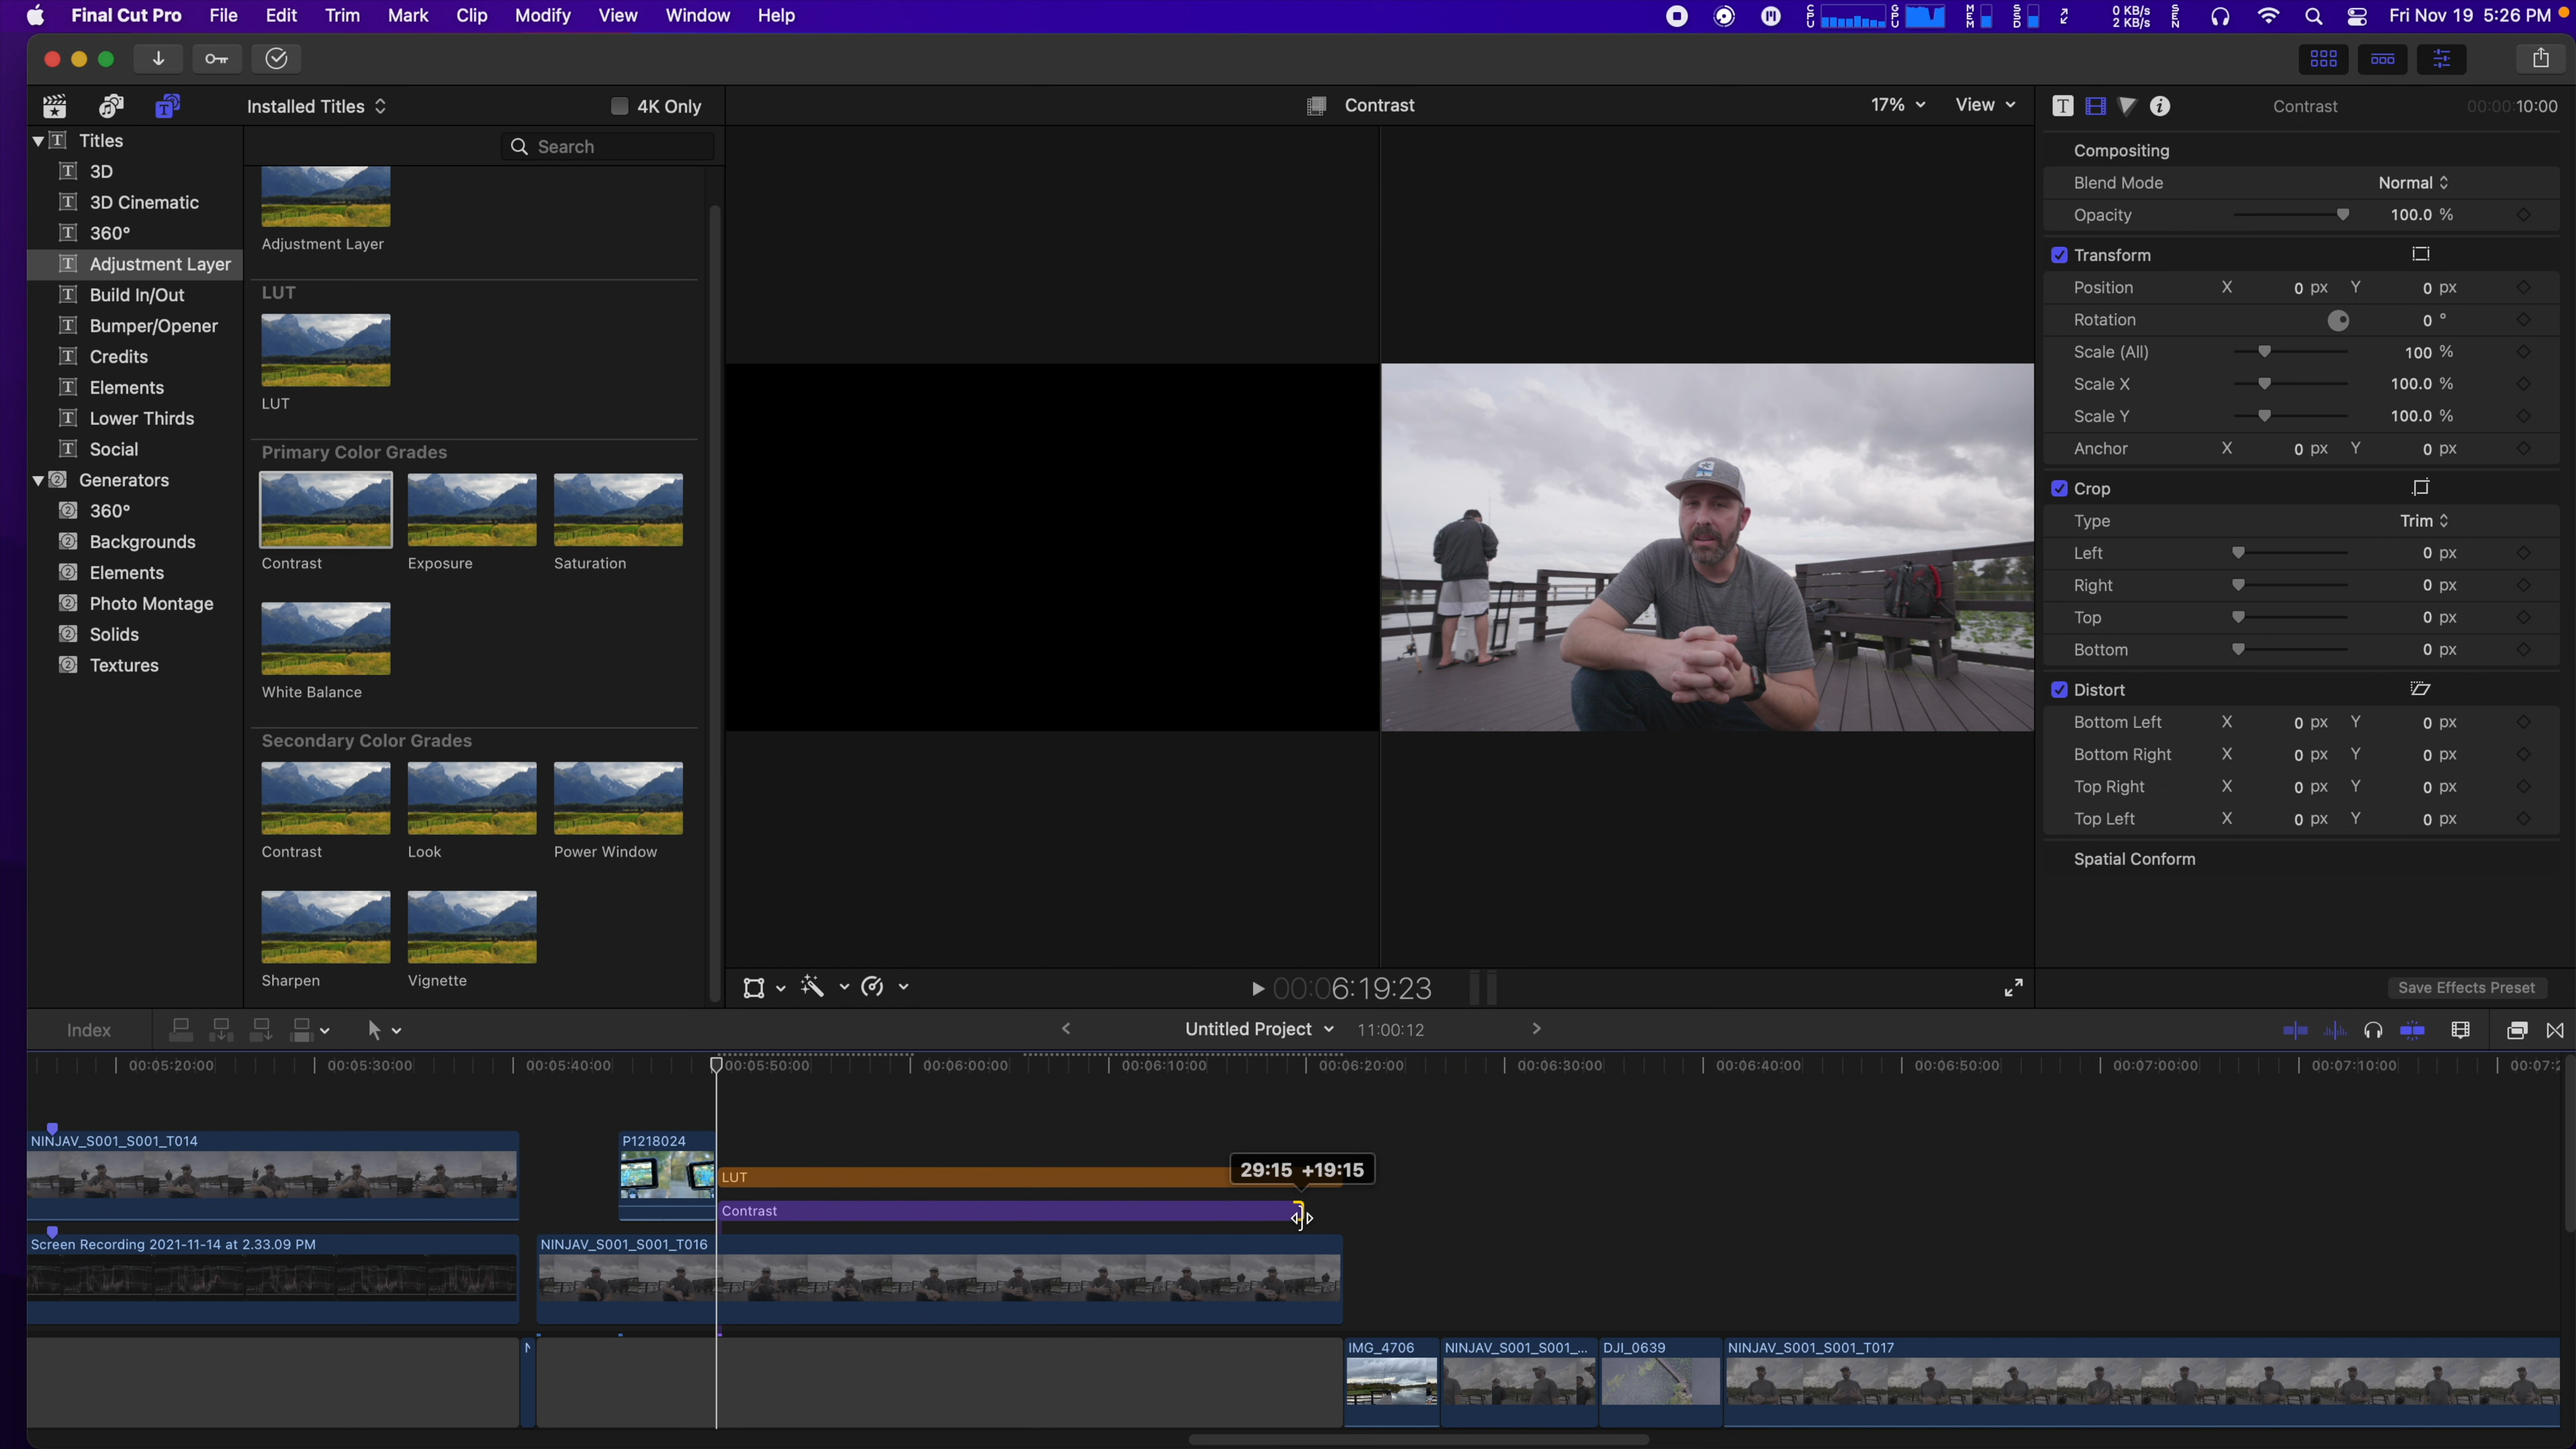 Final Cut Pro File Edit Trim Mark Clip Modify View Window Help
CPU GPU MEM SSD 0 KB/s 2 KB/s SEN Fri Nov 19 5:26 PM
Installed Titles 4K Only
Contrast 17% View
Contrast 00:00:10:00
Search
Titles
3D
3D Cinematic
360°
Adjustment Layer
Build In/Out
Bumper/Opener
Credits
Elements
Lower Thirds
Social
Generators
360°
Backgrounds
Elements
Photo Montage
Solids
Textures
Adjustment Layer
LUT
LUT
Primary Color Grades
Contrast Exposure Saturation
White Balance
Secondary Color Grades
Contrast Look Power Window
Sharpen Vignette
Compositing
Blend Mode Normal
Opacity 100.0 %
Transform
Position X 0 px Y 0 px
Rotation 0 °
Scale (All) 100 %
Scale X 100.0 %
Scale Y 100.0 %
Anchor X 0 px Y 0 px
Crop
Type Trim
Left 0 px
Right 0 px
Top 0 px
Bottom 0 px
Distort
Bottom Left X 0 px Y 0 px
Bottom Right X 0 px Y 0 px
Top Right X 0 px Y 0 px
Top Left X 0 px Y 0 px
Spatial Conform
00:06:19:23
Save Effects Preset
Index
Untitled Project 11:00:12
00:05:20:00 00:05:30:00 00:05:40:00 00:05:50:00 00:06:00:00 00:06:10:00 00:06:20:00 00:06:30:00 00:06:40:00 00:06:50:00 00:07:00:00 00:07:10:00 00:07:2
NINJAV_S001_S001_T014 P1218024
LUT 29:15 +19:15
Contrast
Screen Recording 2021-11-14 at 2.33.09 PM NINJAV_S001_S001_T016
N IMG_4706 NINJAV_S001_S001_... DJI_0639 NINJAV_S001_S001_T017